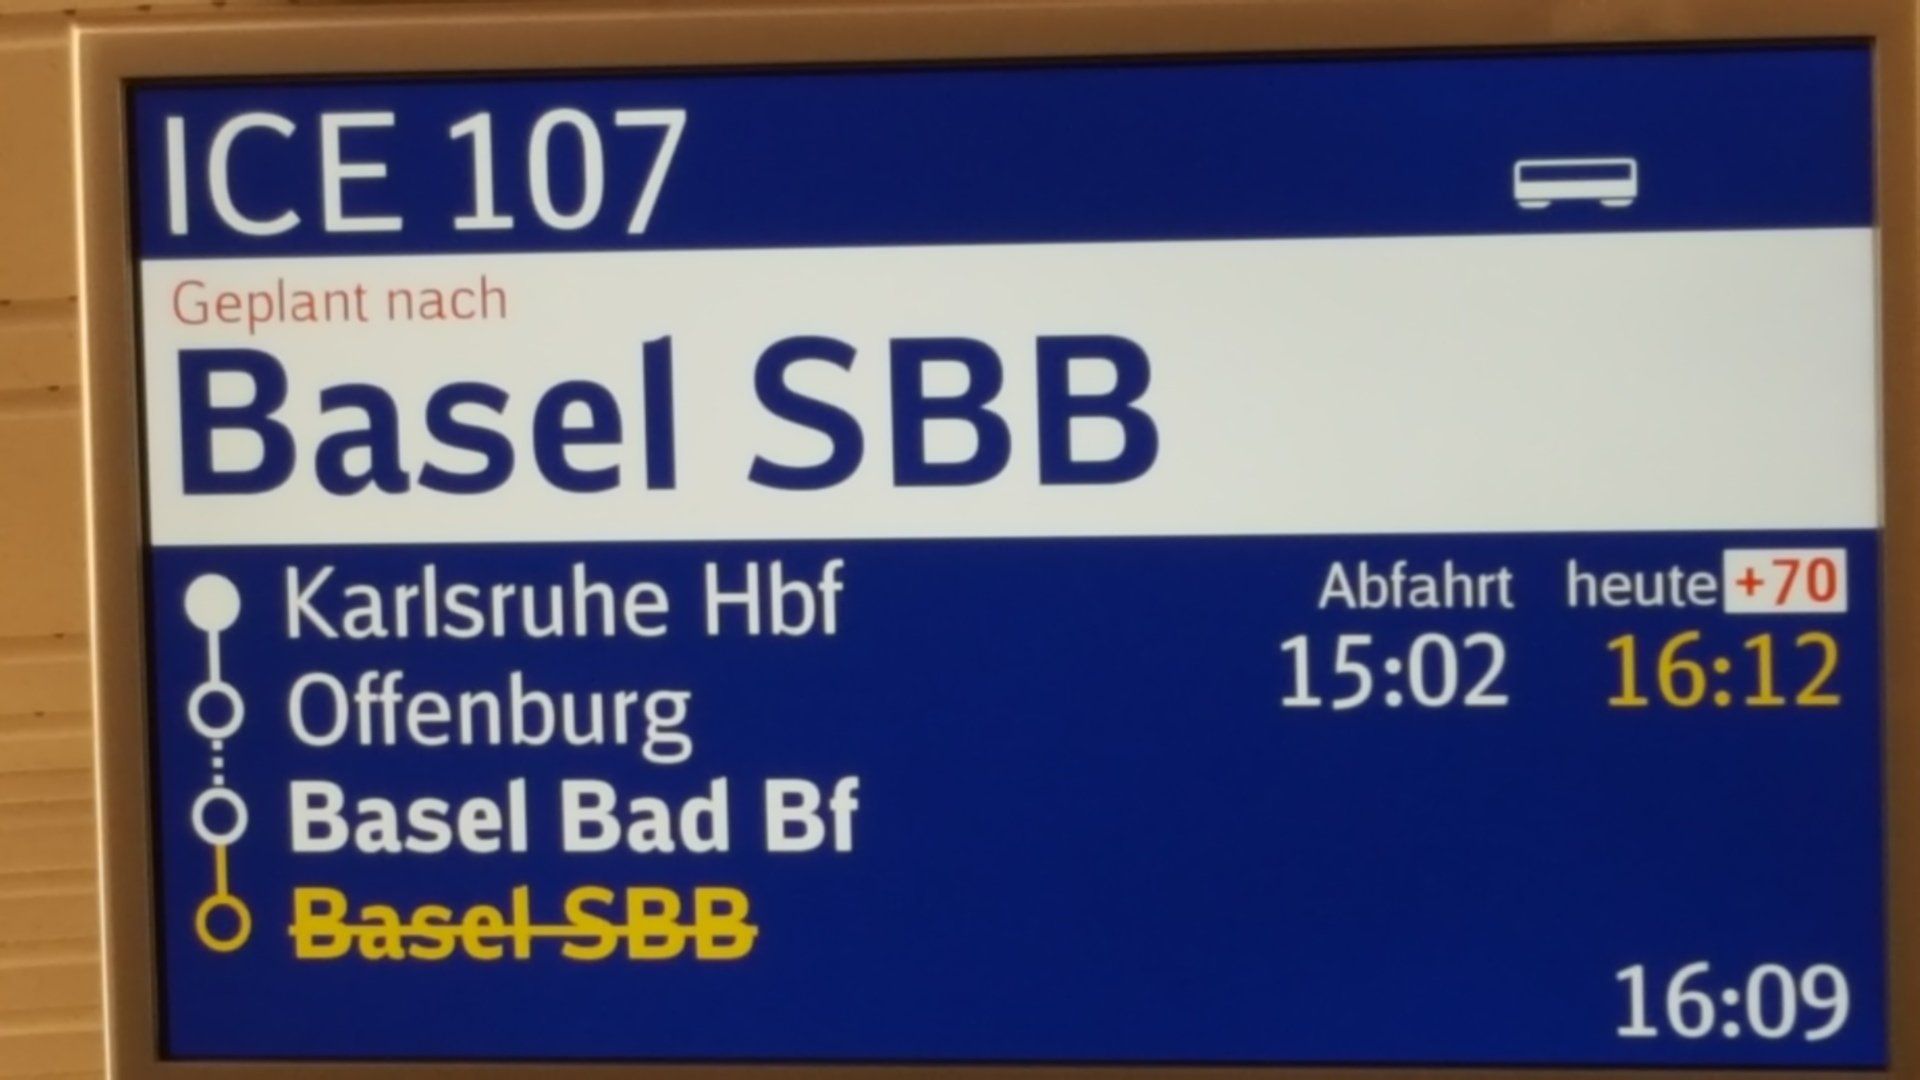 ICE 107
Geplant nach
Basel SBB
Karlsruhe Hbf
Abfahrt heute +70
15:02 16:12
Offenburg
Basel Bad Bf
Basel SBB
16:09